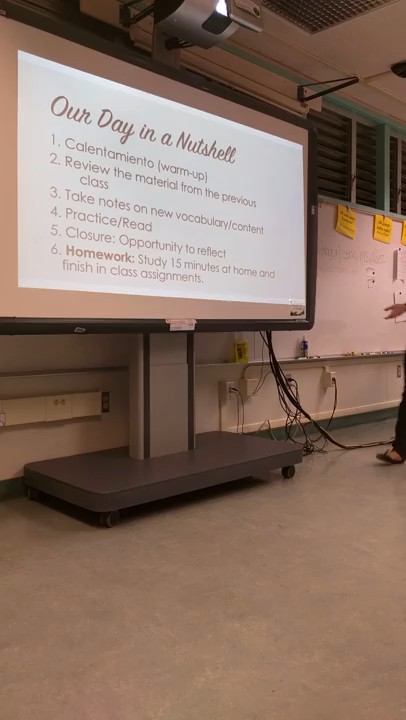 Our Day in a Nutshell
1. Calentamiento (warm-up)
2. Review the material from the previous
class
3. Take notes on new vocabulary/content
4. Practice/Read
5. Closure: Opportunity to reflect
6. Homework: Study 15 minutes at home and
finish in class assignments.